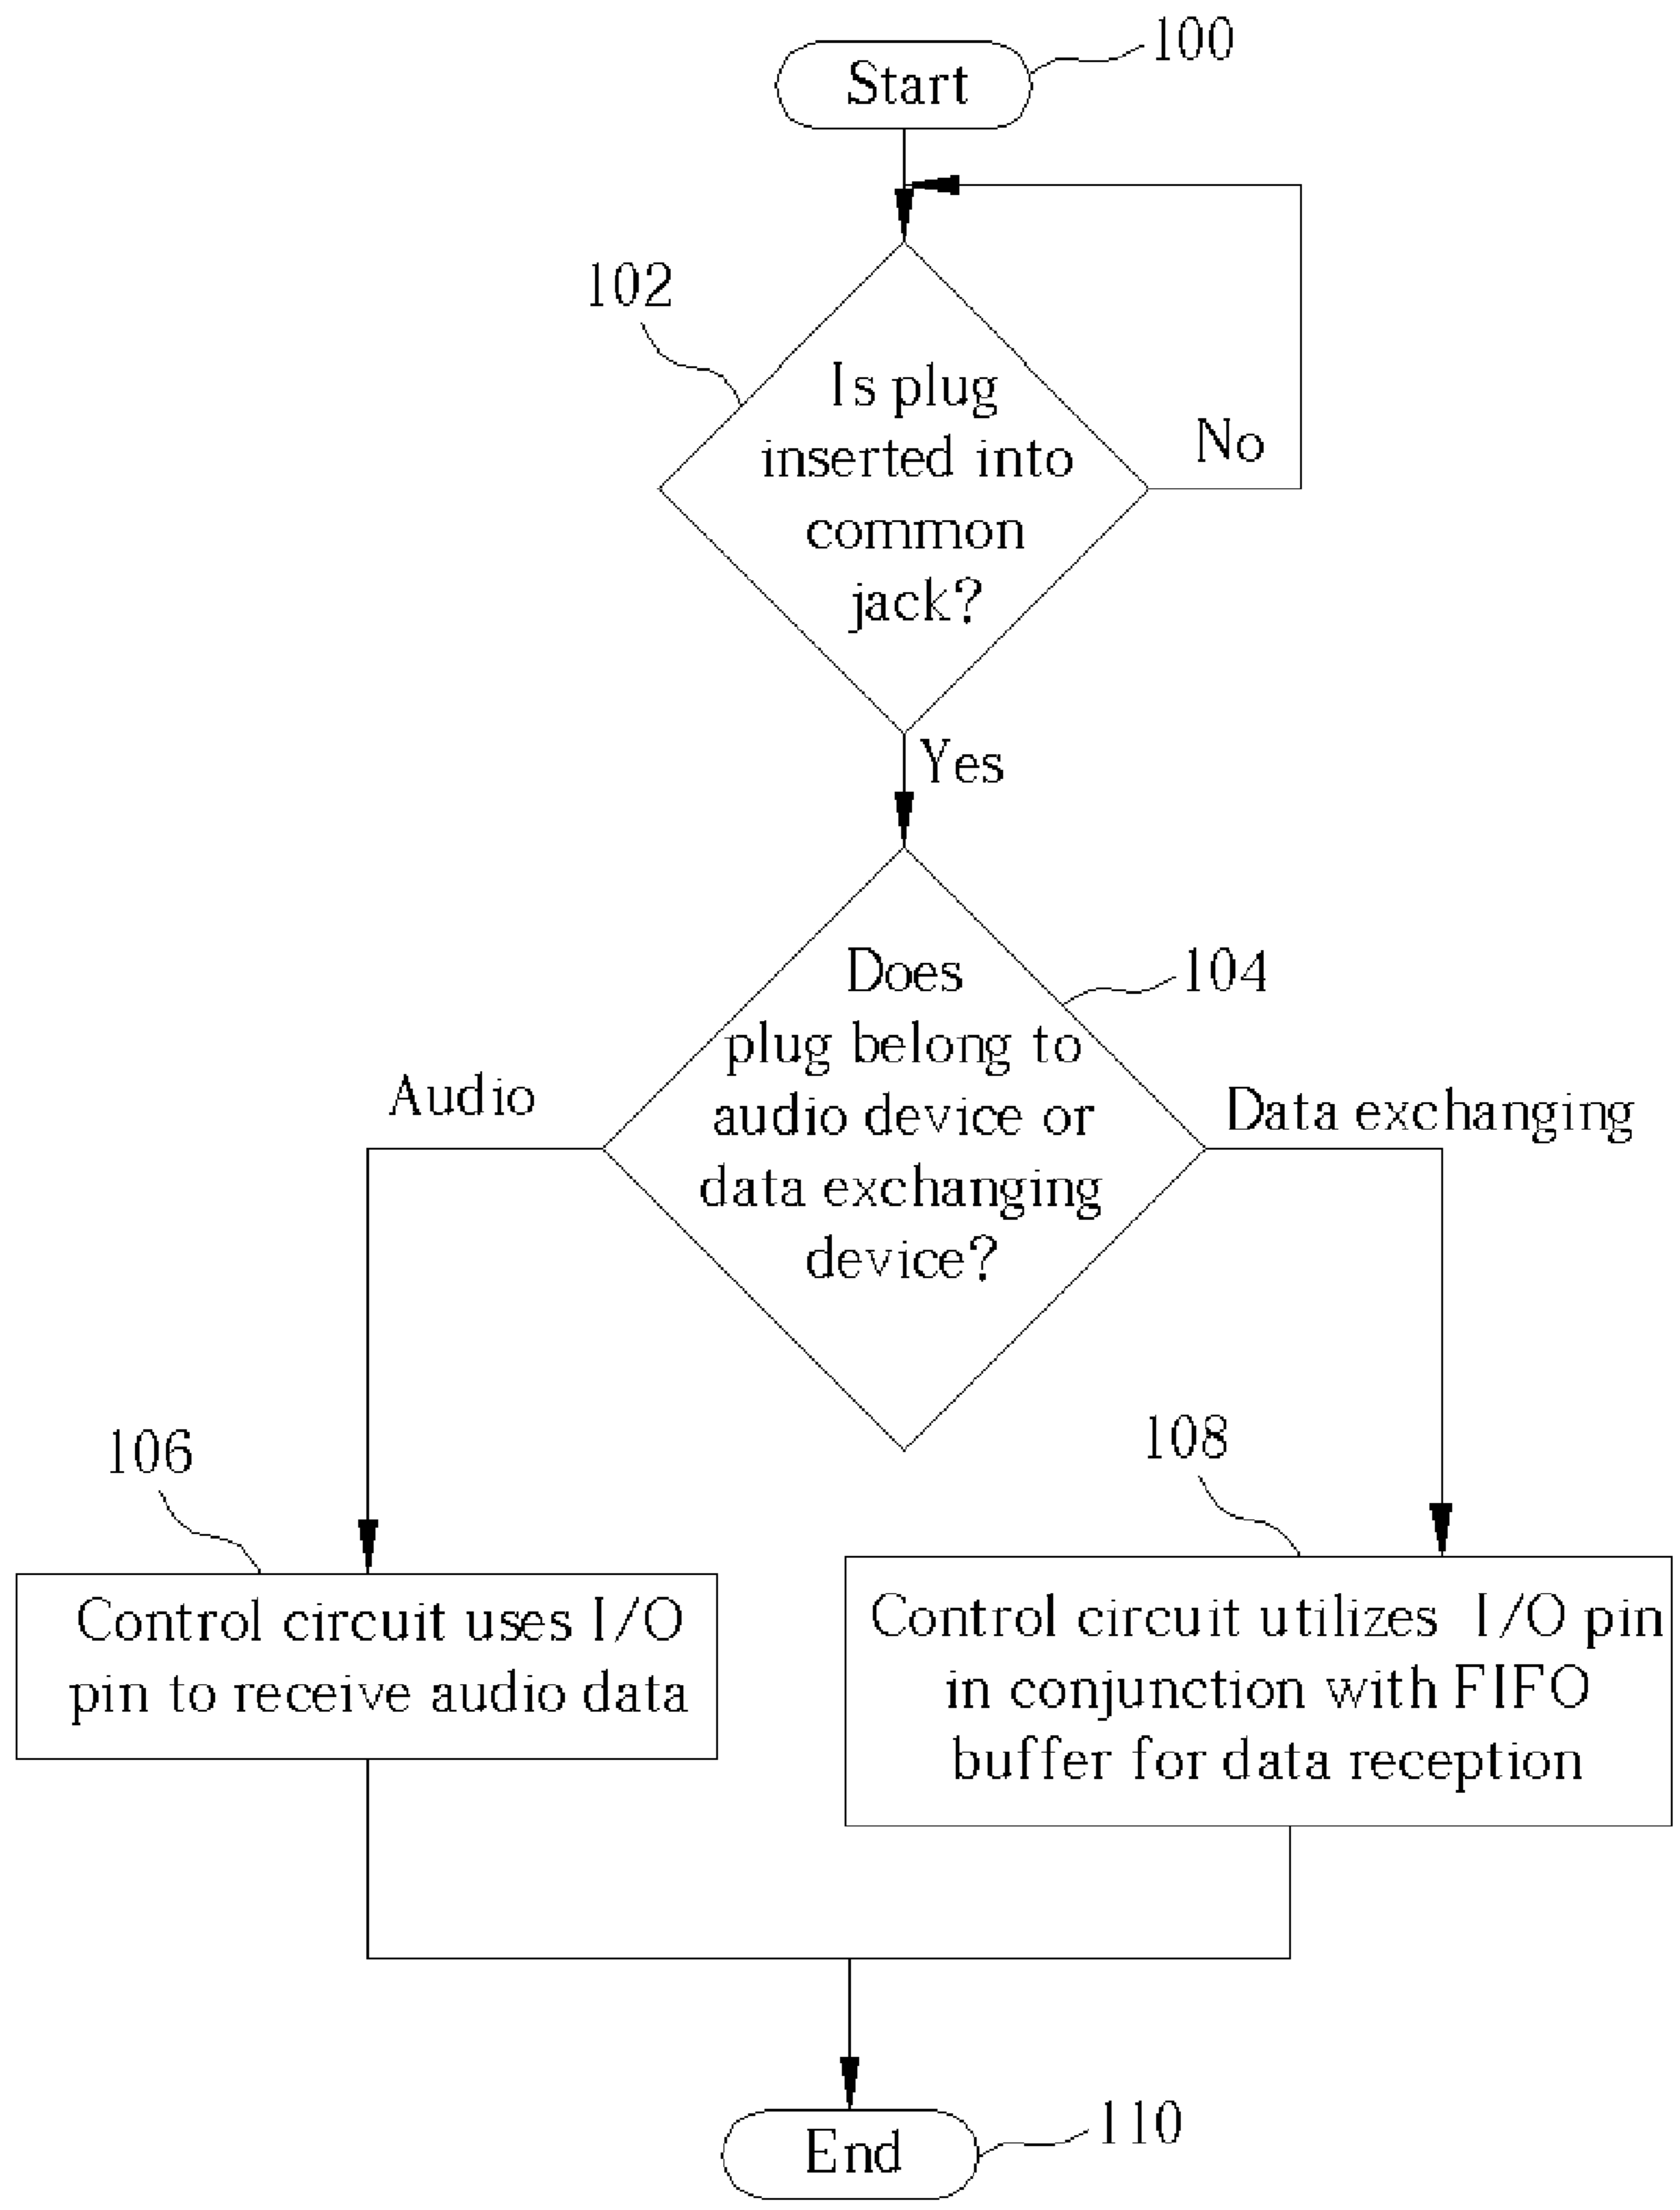 100
Start
102
Is plug
inserted into
common
jack?
No
Yes
Does
plug belong to
audio device or
data exchanging
device?
104
Audio
Data exchanging
106
108
Control circuit uses I/O
pin to receive audio data
Control circuit utilizes I/O pin
in conjunction with FIFO
buffer for data reception
End
110